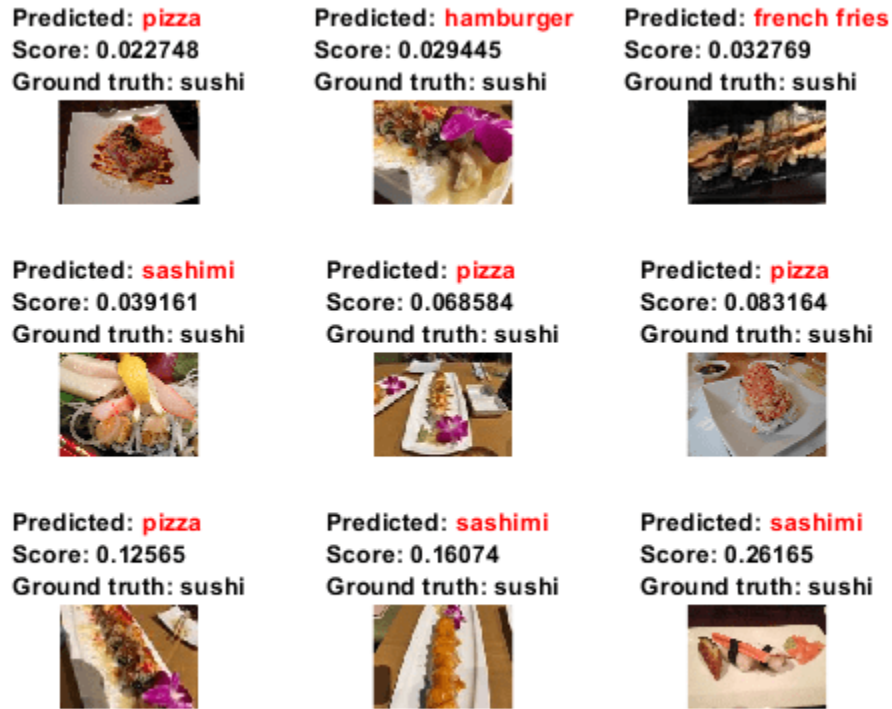 Predicted: pizza
Score: 0.022748
Ground truth: sushi
Predicted: hamburger
Score: 0.029445
Ground truth: sushi
Predicted: french fries
Score: 0.032769
Ground truth: sushi
Predicted: sashimi
Score: 0.039161
Ground truth: sushi
Predicted: pizza
Score: 0.068584
Ground truth: sushi
Predicted: pizza
Score: 0.083164
Ground truth: sushi
Predicted: pizza
Score: 0.12565
Ground truth: sushi
Predicted: sashimi
Score: 0.16074
Ground truth: sushi
Predicted: sashimi
Score: 0.26165
Ground truth: sushi